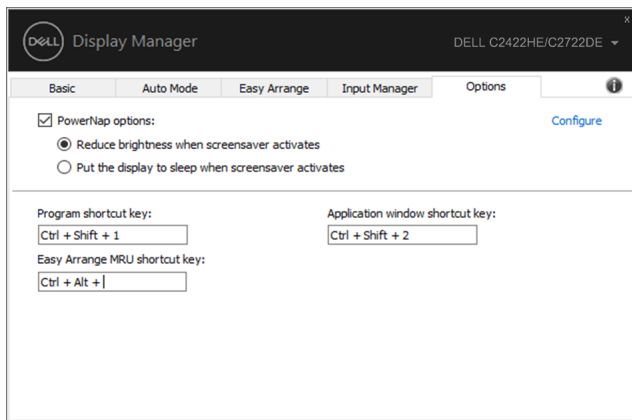 DELL Display Manager
x
DELL C2422HE/C2722DE
Basic Auto Mode Easy Arrange Input Manager Options
PowerNap options: Configure
Reduce brightness when screensaver activates
Put the display to sleep when screensaver activates
Program shortcut key: Application window shortcut key:
Ctrl + Shift + 1 Ctrl + Shift + 2
Easy Arrange MRU shortcut key:
Ctrl + Alt +